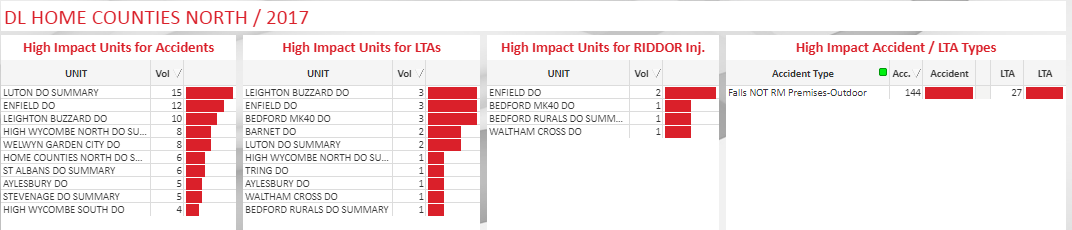 DL HOME COUNTIES NORTH / 2017
High Impact Units for Accidents
UNIT Vol
LUTON DO SUMMARY 15
ENFIELD DO 12
LEIGHTON BUZZARD DO 10
HIGH WYCOMBE NORTH DO SU... 8
WELWYN GARDEN CITY DO 8
HOME COUNTIES NORTH DO S... 6
ST ALBANS DO SUMMARY 6
AYLESBURY DO 5
STEVENAGE DO SUMMARY 5
HIGH WYCOMBE SOUTH DO 4
High Impact Units for LTAs
UNIT Vol
LEIGHTON BUZZARD DO 3
ENFIELD DO 3
BEDFORD MK40 DO 3
BARNET DO 2
LUTON DO SUMMARY 2
HIGH WYCOMBE NORTH DO SU... 1
TRING DO 1
AYLESBURY DO 1
WALTHAM CROSS DO 1
BEDFORD RURALS DO SUMMARY 1
High Impact Units for RIDDOR Inj.
UNIT Vol
ENFIELD DO 2
BEDFORD MK40 DO 1
BEDFORD RURALS DO SUMM... 1
WALTHAM CROSS DO 1
High Impact Accident / LTA Types
Accident Type Acc. Accident LTA LTA
Falls NOT RM Premises-Outdoor 144 27